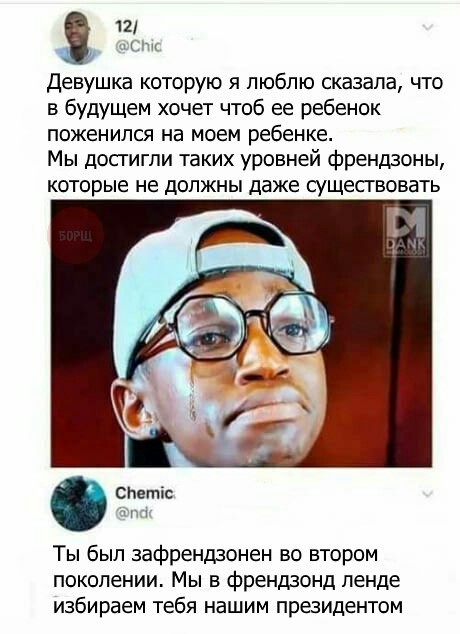 12/
@Chic
Девушка которую я люблю сказала, что
в будущем хочет чтоб ее ребенок
поженился на моем ребенке.
Мы достигли таких уровней френдзоны,
которые не должны даже существовать
БОРЩ
DANK
Chemic
@nd
Ты был зафрендзонен во втором
поколении. Мы в френдзонд ленде
избираем тебя нашим президентом